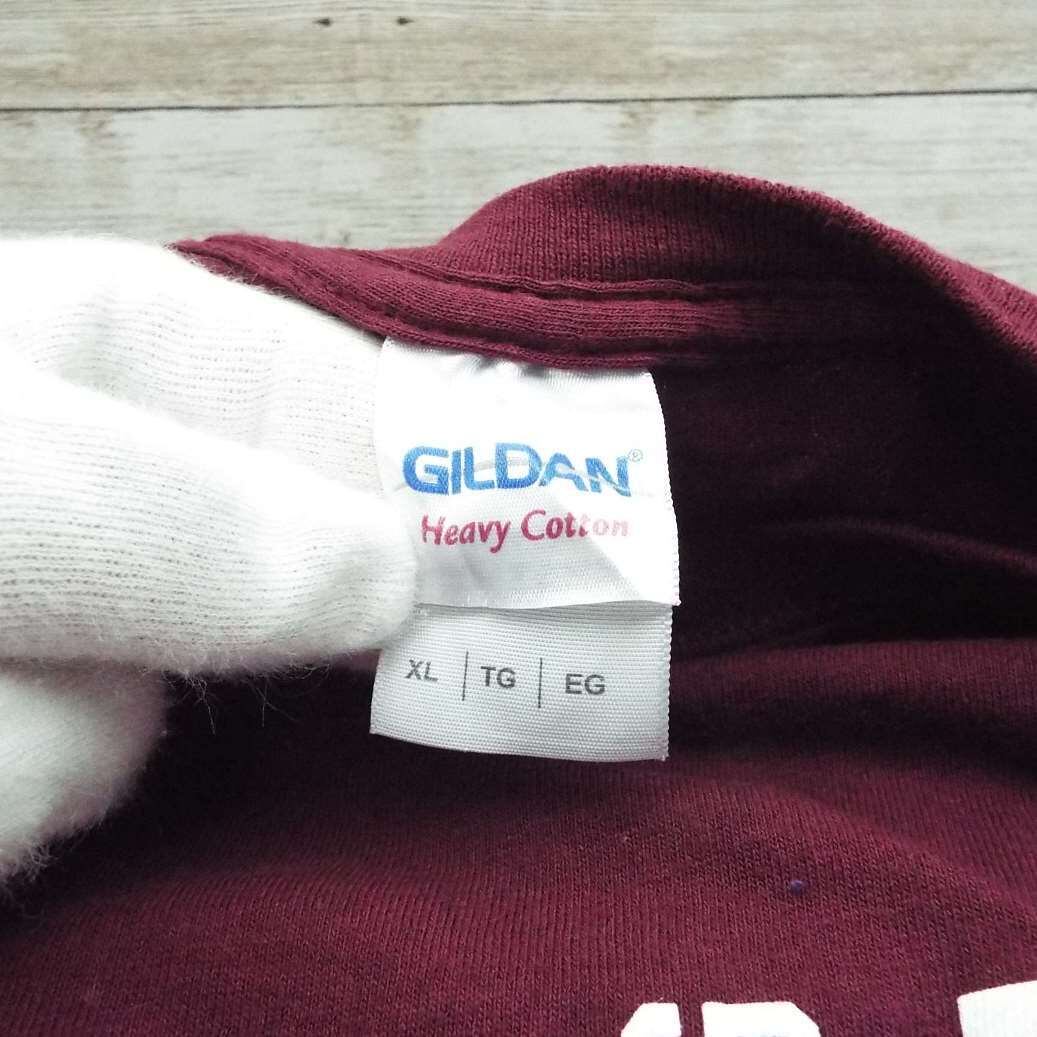 GILDAN®
Heavy Cotton
XL | TG | EG